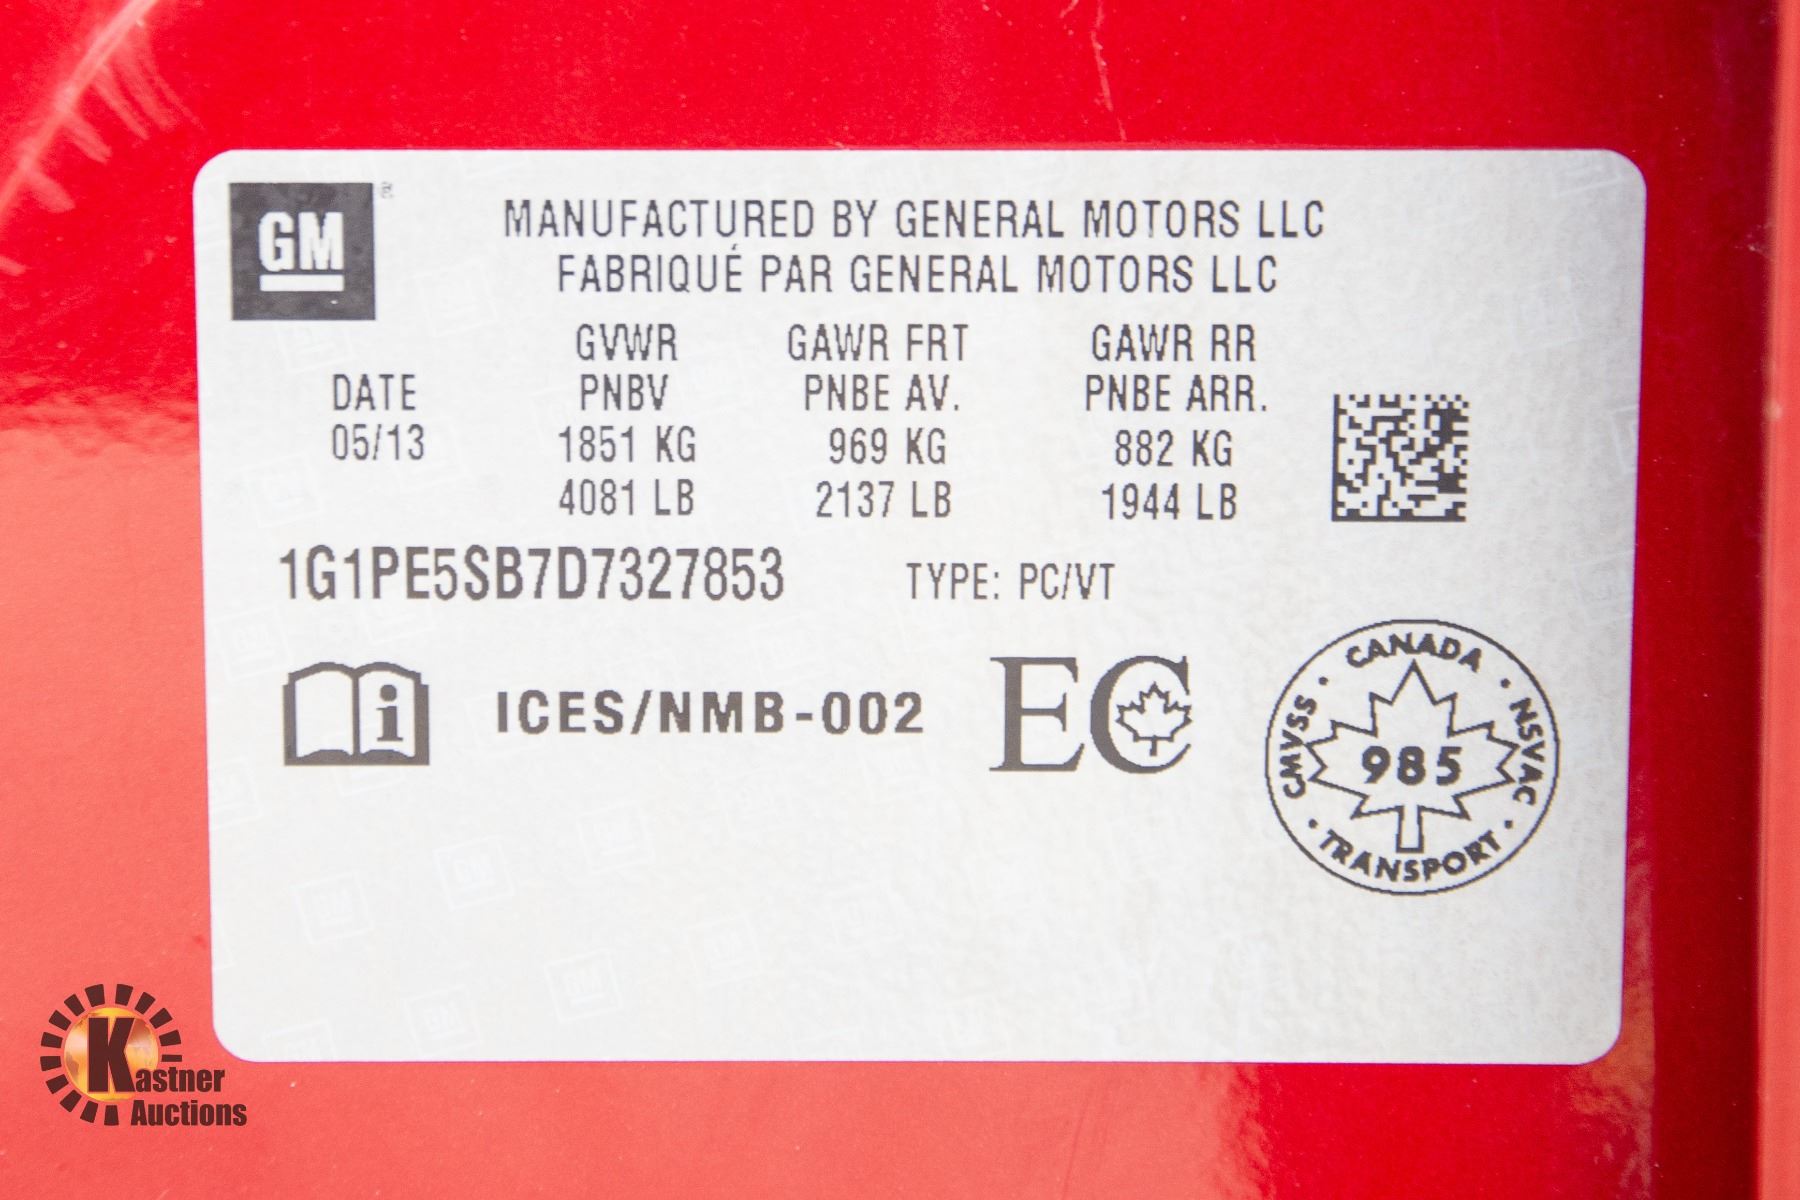 GM®
MANUFACTURED BY GENERAL MOTORS LLC
FABRIQUÉ PAR GENERAL MOTORS LLC
GVWR GAWR FRT GAWR RR
DATE PNBV PNBE AV. PNBE ARR.
05/13 1851 KG 969 KG 882 KG
4081 LB 2137 LB 1944 LB
1G1PE5SB7D7327853 TYPE: PC/VT
i ICES/NMB-002 EC
CANADA · NSVAC · TRANSPORT · CMVSS ·
985
Kastner
Auctions